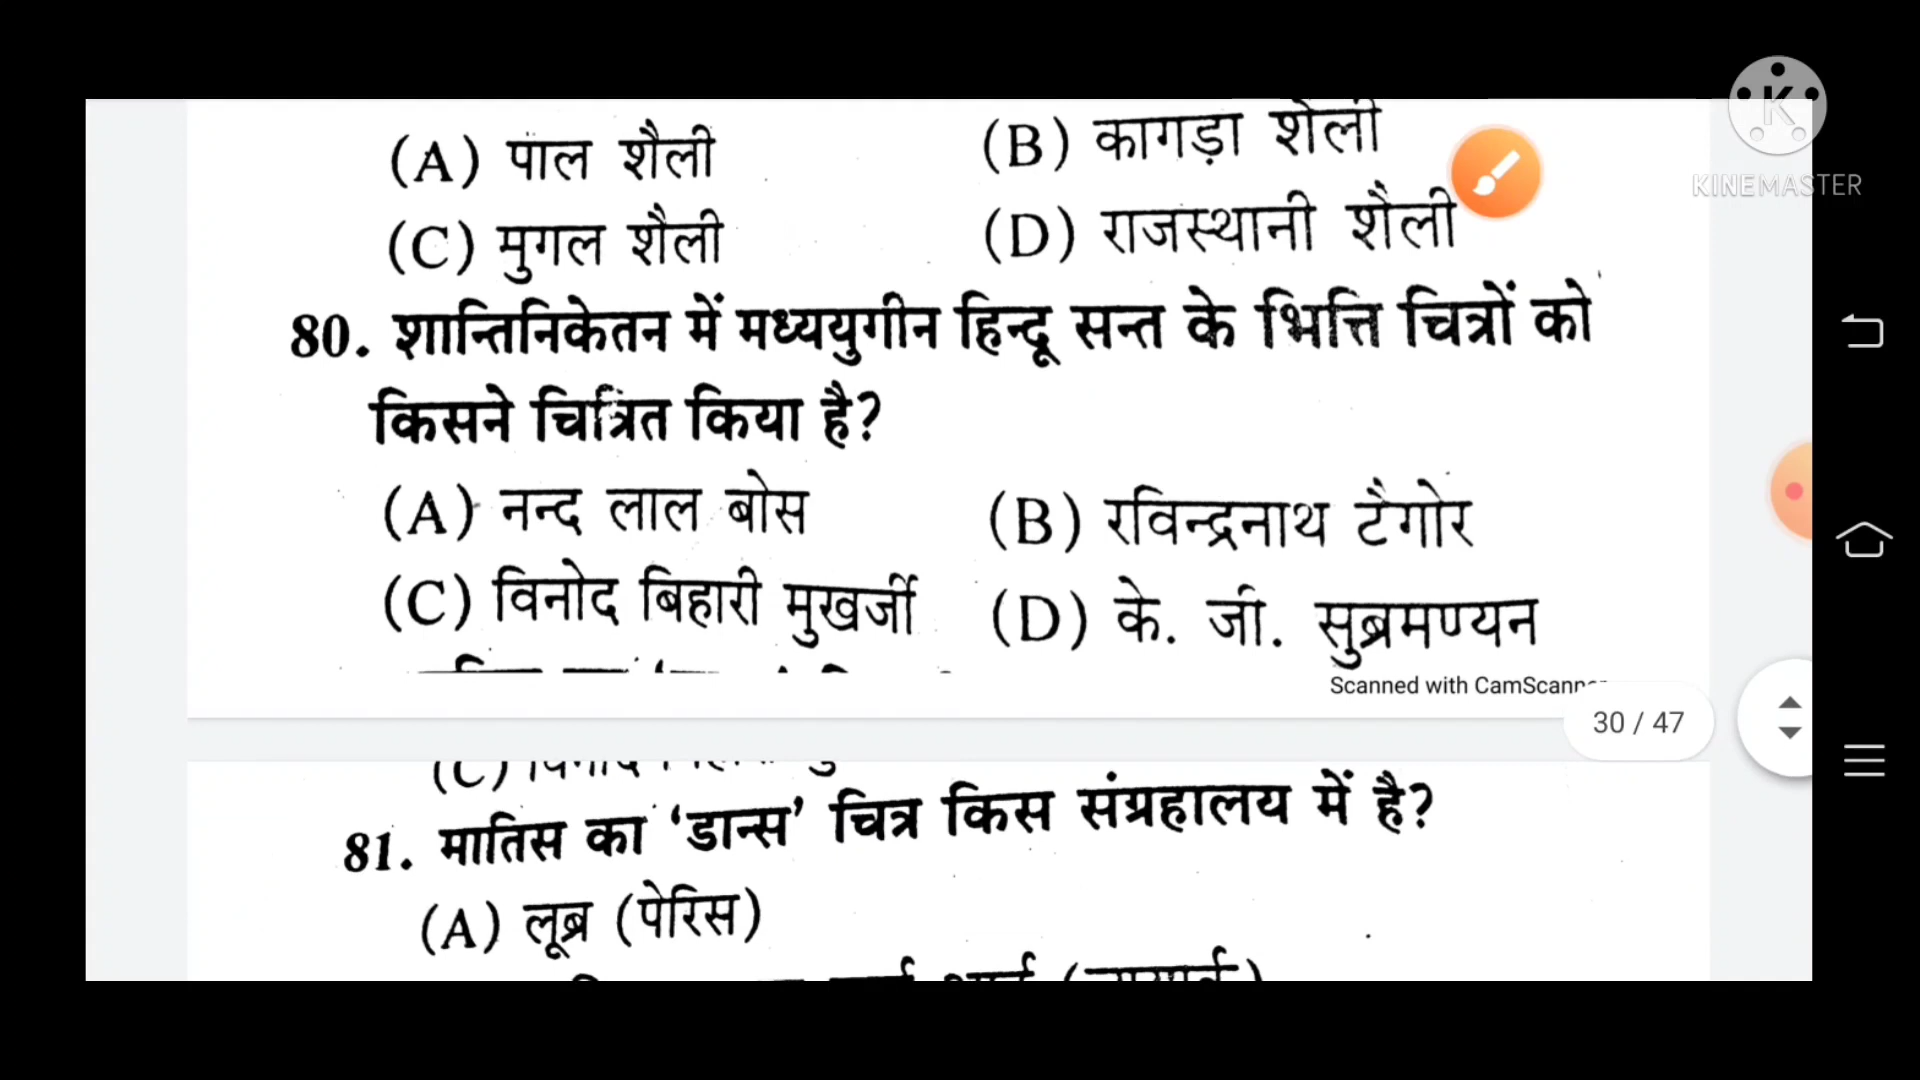 (A) पाल शैली (B) कागड़ा शैली
KINEMASTER
(C) मुगल शैली (D) राजस्थानी शैली
80. शान्तिनिकेतन में मध्ययुगीन हिन्दू सन्त के भित्ति चित्रों को
किसने चित्रित किया है?
(A) नन्द लाल बोस (B) रविन्द्रनाथ टैगोर
(C) विनोद बिहारी मुखर्जी (D) के. जी. सुब्रमण्यन
Scanned with
30 / 47
81. मातिस का ‘डान्स’ चित्र किस संग्रहालय में है?
(A) लूब्र (पेरिस)